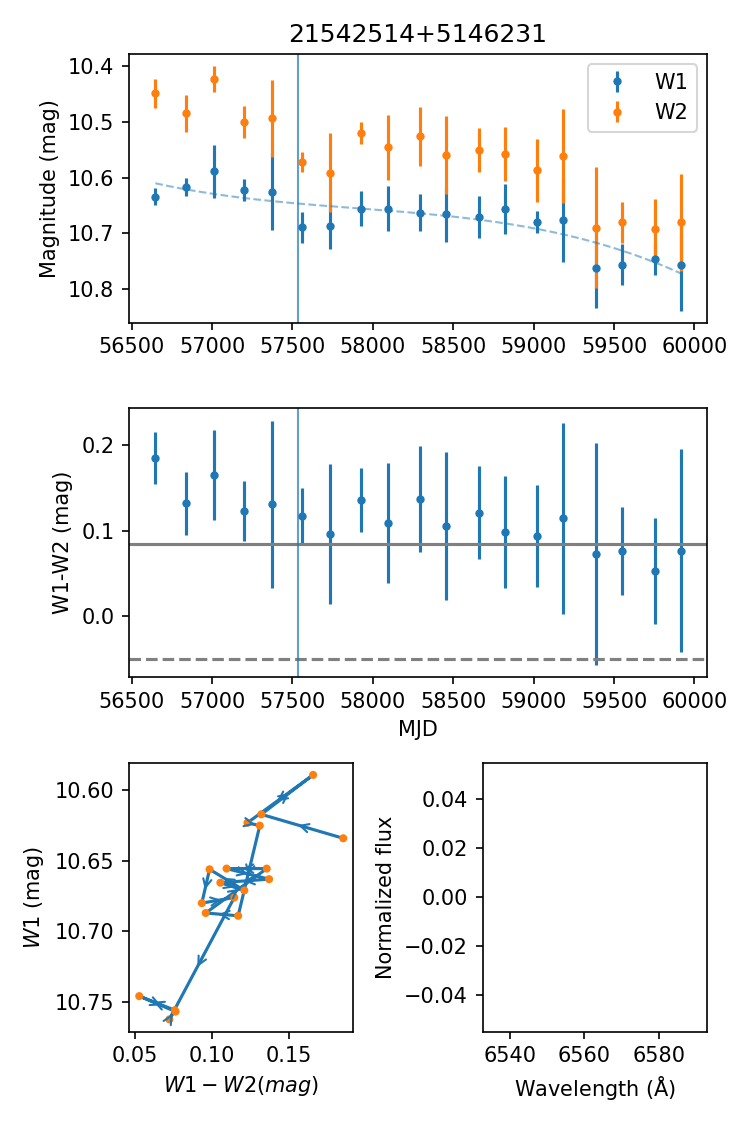 21542514+5146231
Magnitude (mag)
10.4
10.5
10.6
10.7
10.8
W1
W2
56500 57000 57500 58000 58500 59000 59500 60000
W1-W2 (mag)
0.2
0.1
0.0
56500 57000 57500 58000 58500 59000 59500 60000
MJD
W1 (mag)
10.60
10.65
10.70
10.75
0.05 0.10 0.15
W1 − W2(mag)
Normalized flux
0.04
0.02
0.00
−0.02
−0.04
6540 6560 6580
Wavelength (Å)